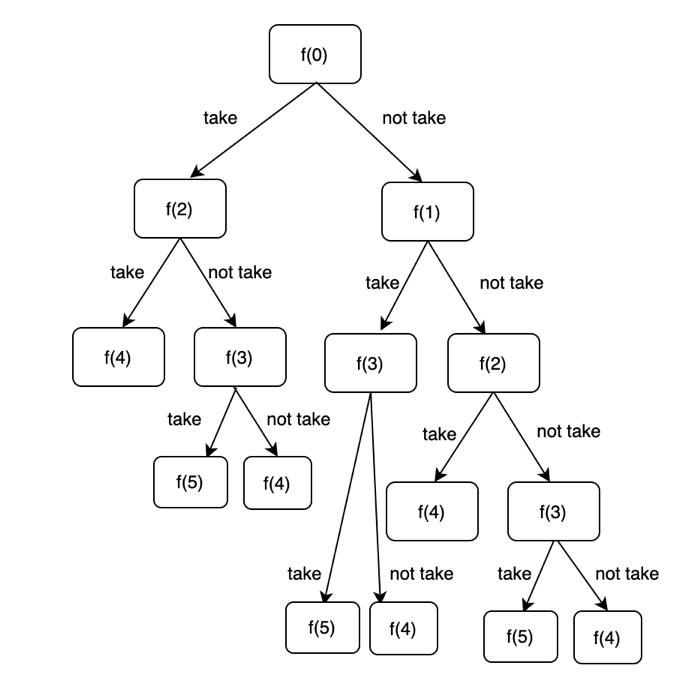 f(0)
take not take
f(2) f(1)
take not take take not take
f(4) f(3) f(3) f(2)
take not take take not take
f(5) f(4) f(4) f(3)
take not take take not take
f(5) f(4) f(5) f(4)